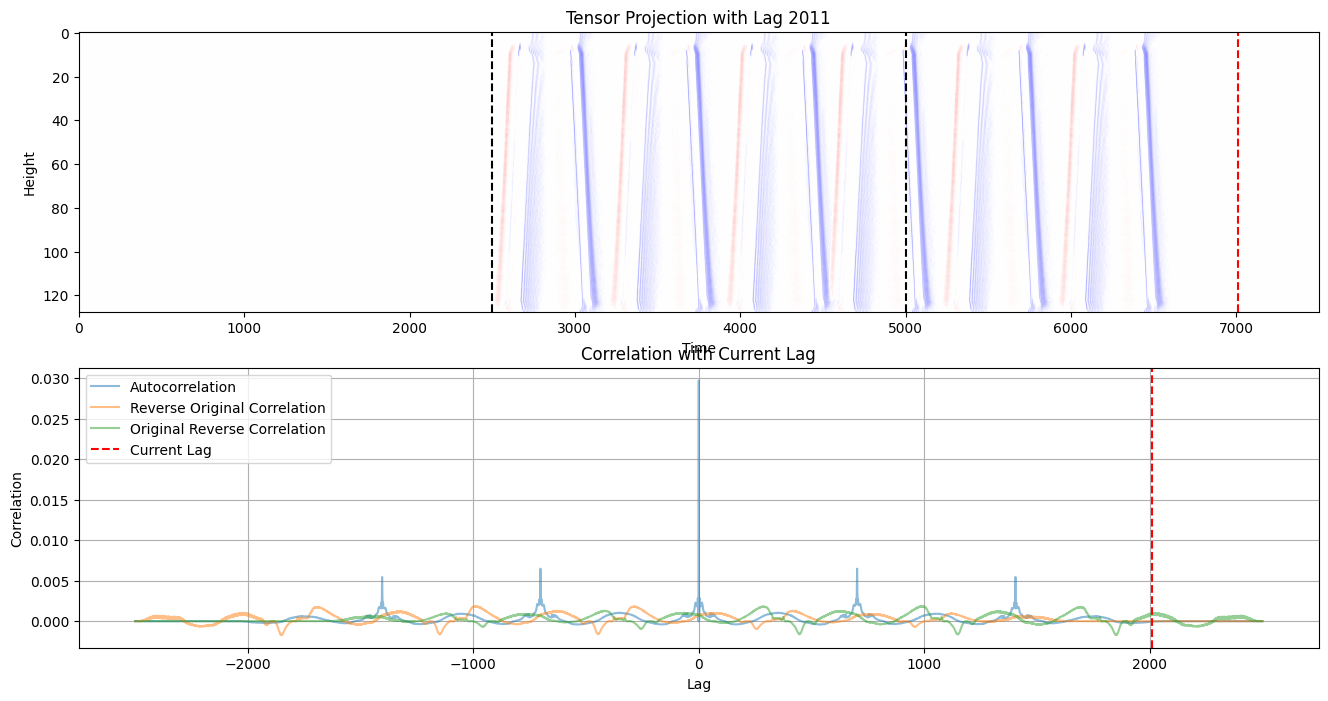 Tensor Projection with Lag 2011
Height
0
20
40
60
80
100
120
0 1000 2000 3000 4000 5000 6000 7000
Time
Correlation with Current Lag
Correlation
0.030
0.025
0.020
0.015
0.010
0.005
0.000
Autocorrelation
Reverse Original Correlation
Original Reverse Correlation
Current Lag
−2000 −1000 0 1000 2000
Lag